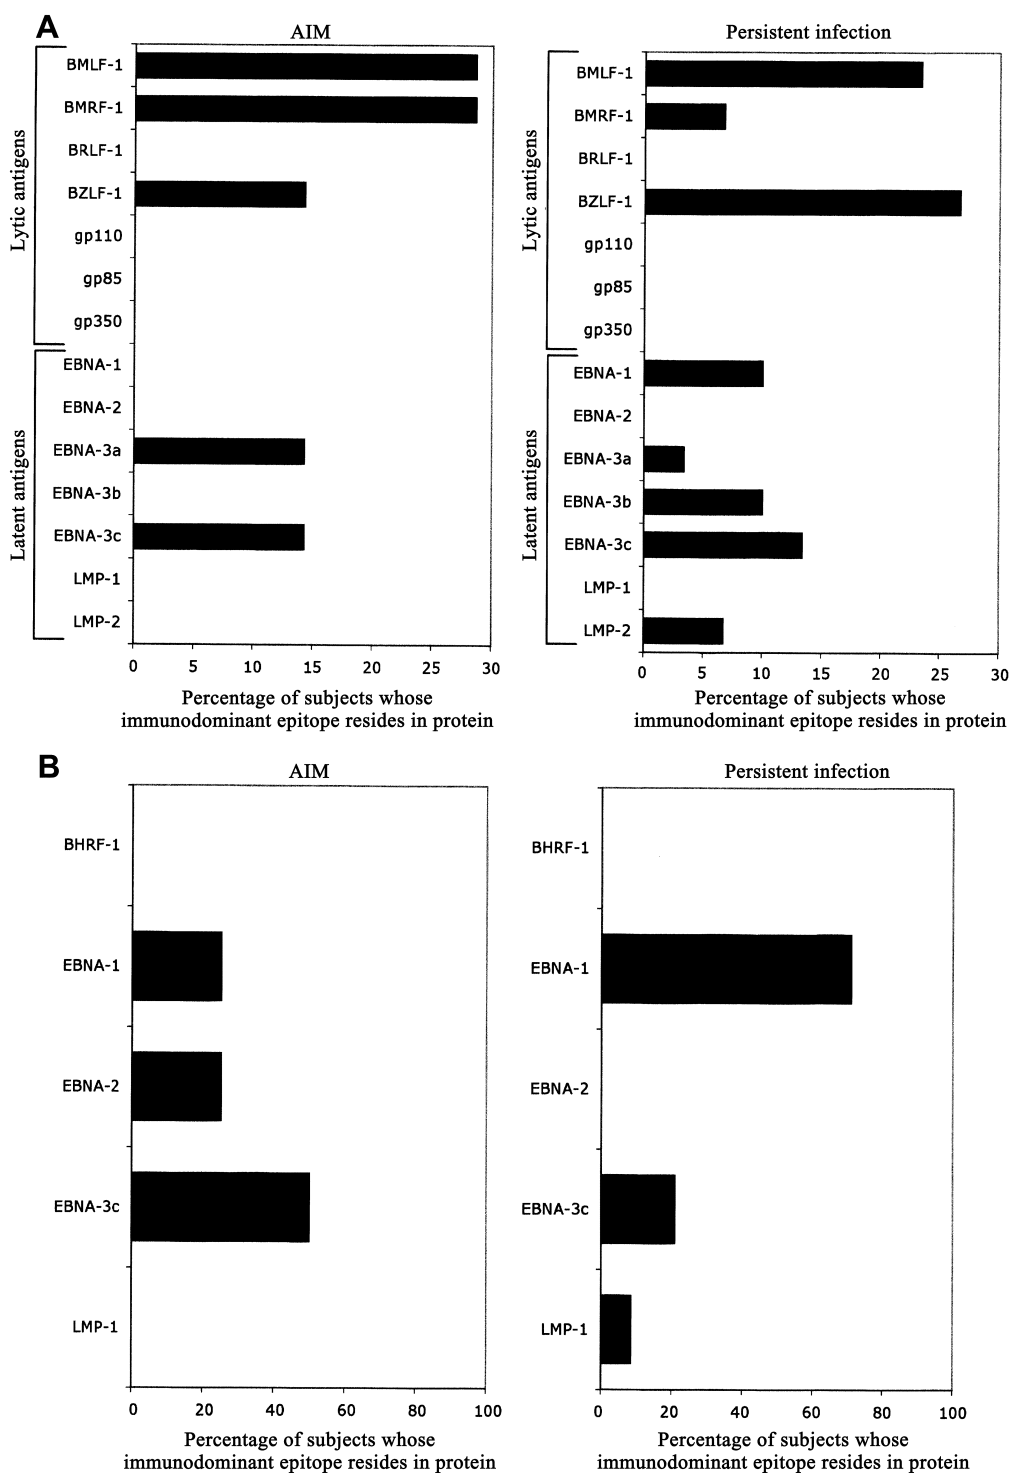 A
AIM
Lytic antigens
BMLF-1
BMRF-1
BRLF-1
BZLF-1
gp110
gp85
gp350
Latent antigens
EBNA-1
EBNA-2
EBNA-3a
EBNA-3b
EBNA-3c
LMP-1
LMP-2
0 5 10 15 20 25 30
Percentage of subjects whose
immunodominant epitope resides in protein
Persistent infection
Lytic antigens
BMLF-1
BMRF-1
BRLF-1
BZLF-1
gp110
gp85
gp350
Latent antigens
EBNA-1
EBNA-2
EBNA-3a
EBNA-3b
EBNA-3c
LMP-1
LMP-2
0 5 10 15 20 25 30
Percentage of subjects whose
immunodominant epitope resides in protein
B
AIM
BHRF-1
EBNA-1
EBNA-2
EBNA-3c
LMP-1
0 20 40 60 80 100
Percentage of subjects whose
immunodominant epitope resides in protein
Persistent infection
BHRF-1
EBNA-1
EBNA-2
EBNA-3c
LMP-1
0 20 40 60 80 100
Percentage of subjects whose
immunodominant epitope resides in protein